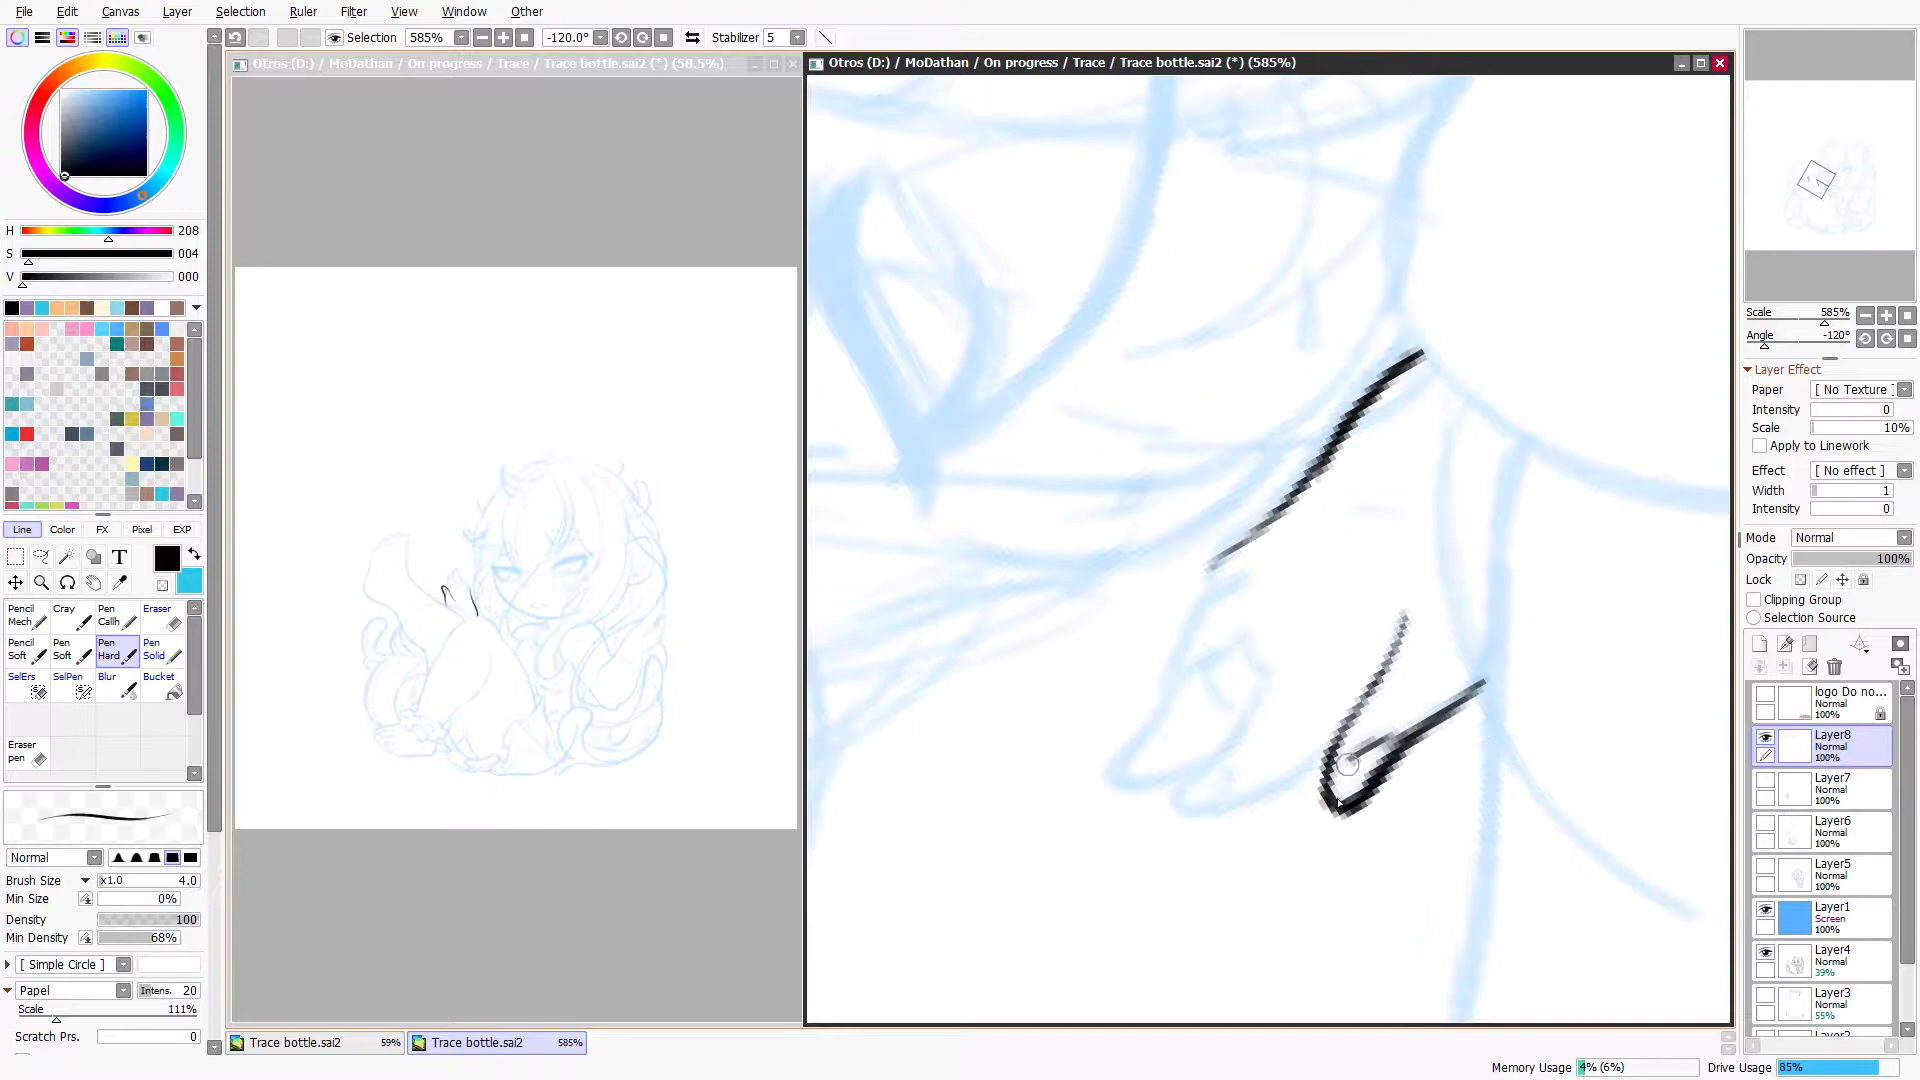 File Edit Canvas Layer Selection Ruler Filter View Window Other
Selection 585% -120.0° Stabilizer 5
Otros (D:) / MoDathan / On progress / Trace / Trace bottle.sai2 (*) (58.5%)
Otros (D:) / MoDathan / On progress / Trace / Trace bottle.sai2 (*) (585%)
H 208
S 004
V 000
Line Color FX Pixel EXP
T
Pencil Mech Cray Pen Callh Eraser
Pencil Soft Pen Soft Pen Hard Pen Solid
SelErs SelPen Blur Bucket
Eraser pen
Normal
Brush Size x1.0 4.0
Min Size 0%
Density 100
Min Density 68%
[ Simple Circle ]
Papel Intens. 20
Scale 111%
Scratch Prs. 0
Trace bottle.sai2 59% Trace bottle.sai2 585%
Scale 585%
Angle -120°
Layer Effect
Paper [ No Texture ]
Intensity 0
Scale 10%
Apply to Linework
Effect [ No effect ]
Width 1
Intensity 0
Mode Normal
Opacity 100%
Lock
Clipping Group
Selection Source
logo Do no...
Normal
100%
Layer8
Normal
100%
Layer7
Normal
100%
Layer6
Normal
100%
Layer5
Normal
100%
Layer1
Screen
100%
Layer4
Normal
39%
Layer3
Normal
55%
Memory Usage 4% (6%) Drive Usage 85%